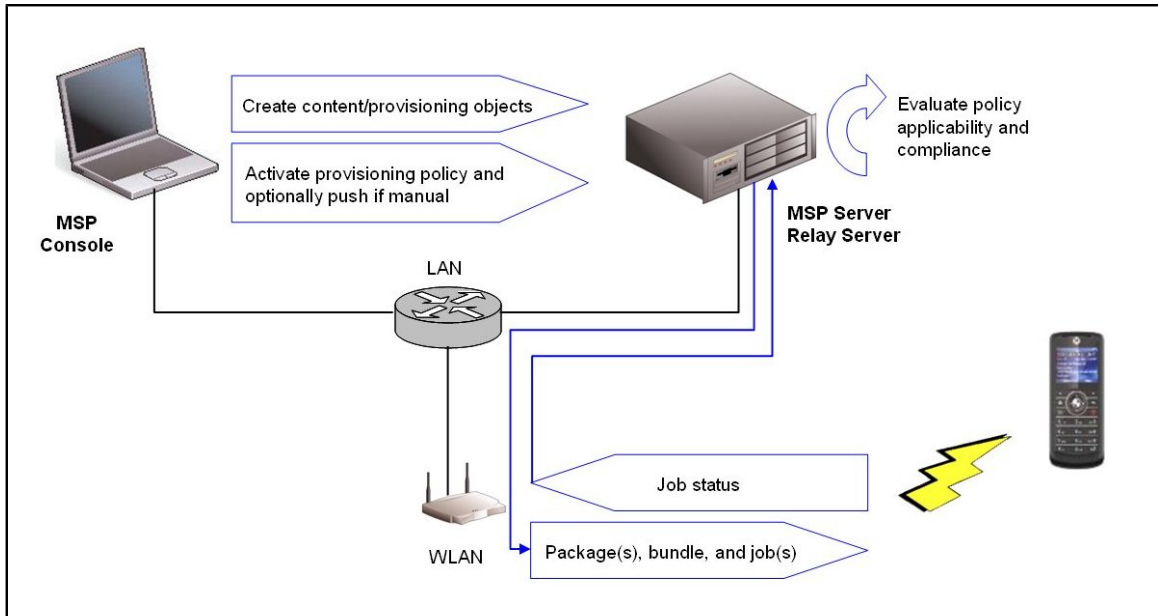 Create content/provisioning objects
Activate provisioning policy and
optionally push if manual
Evaluate policy
applicability and
compliance
MSP
Console
MSP Server
Relay Server
LAN
Job status
WLAN
Package(s), bundle, and job(s)